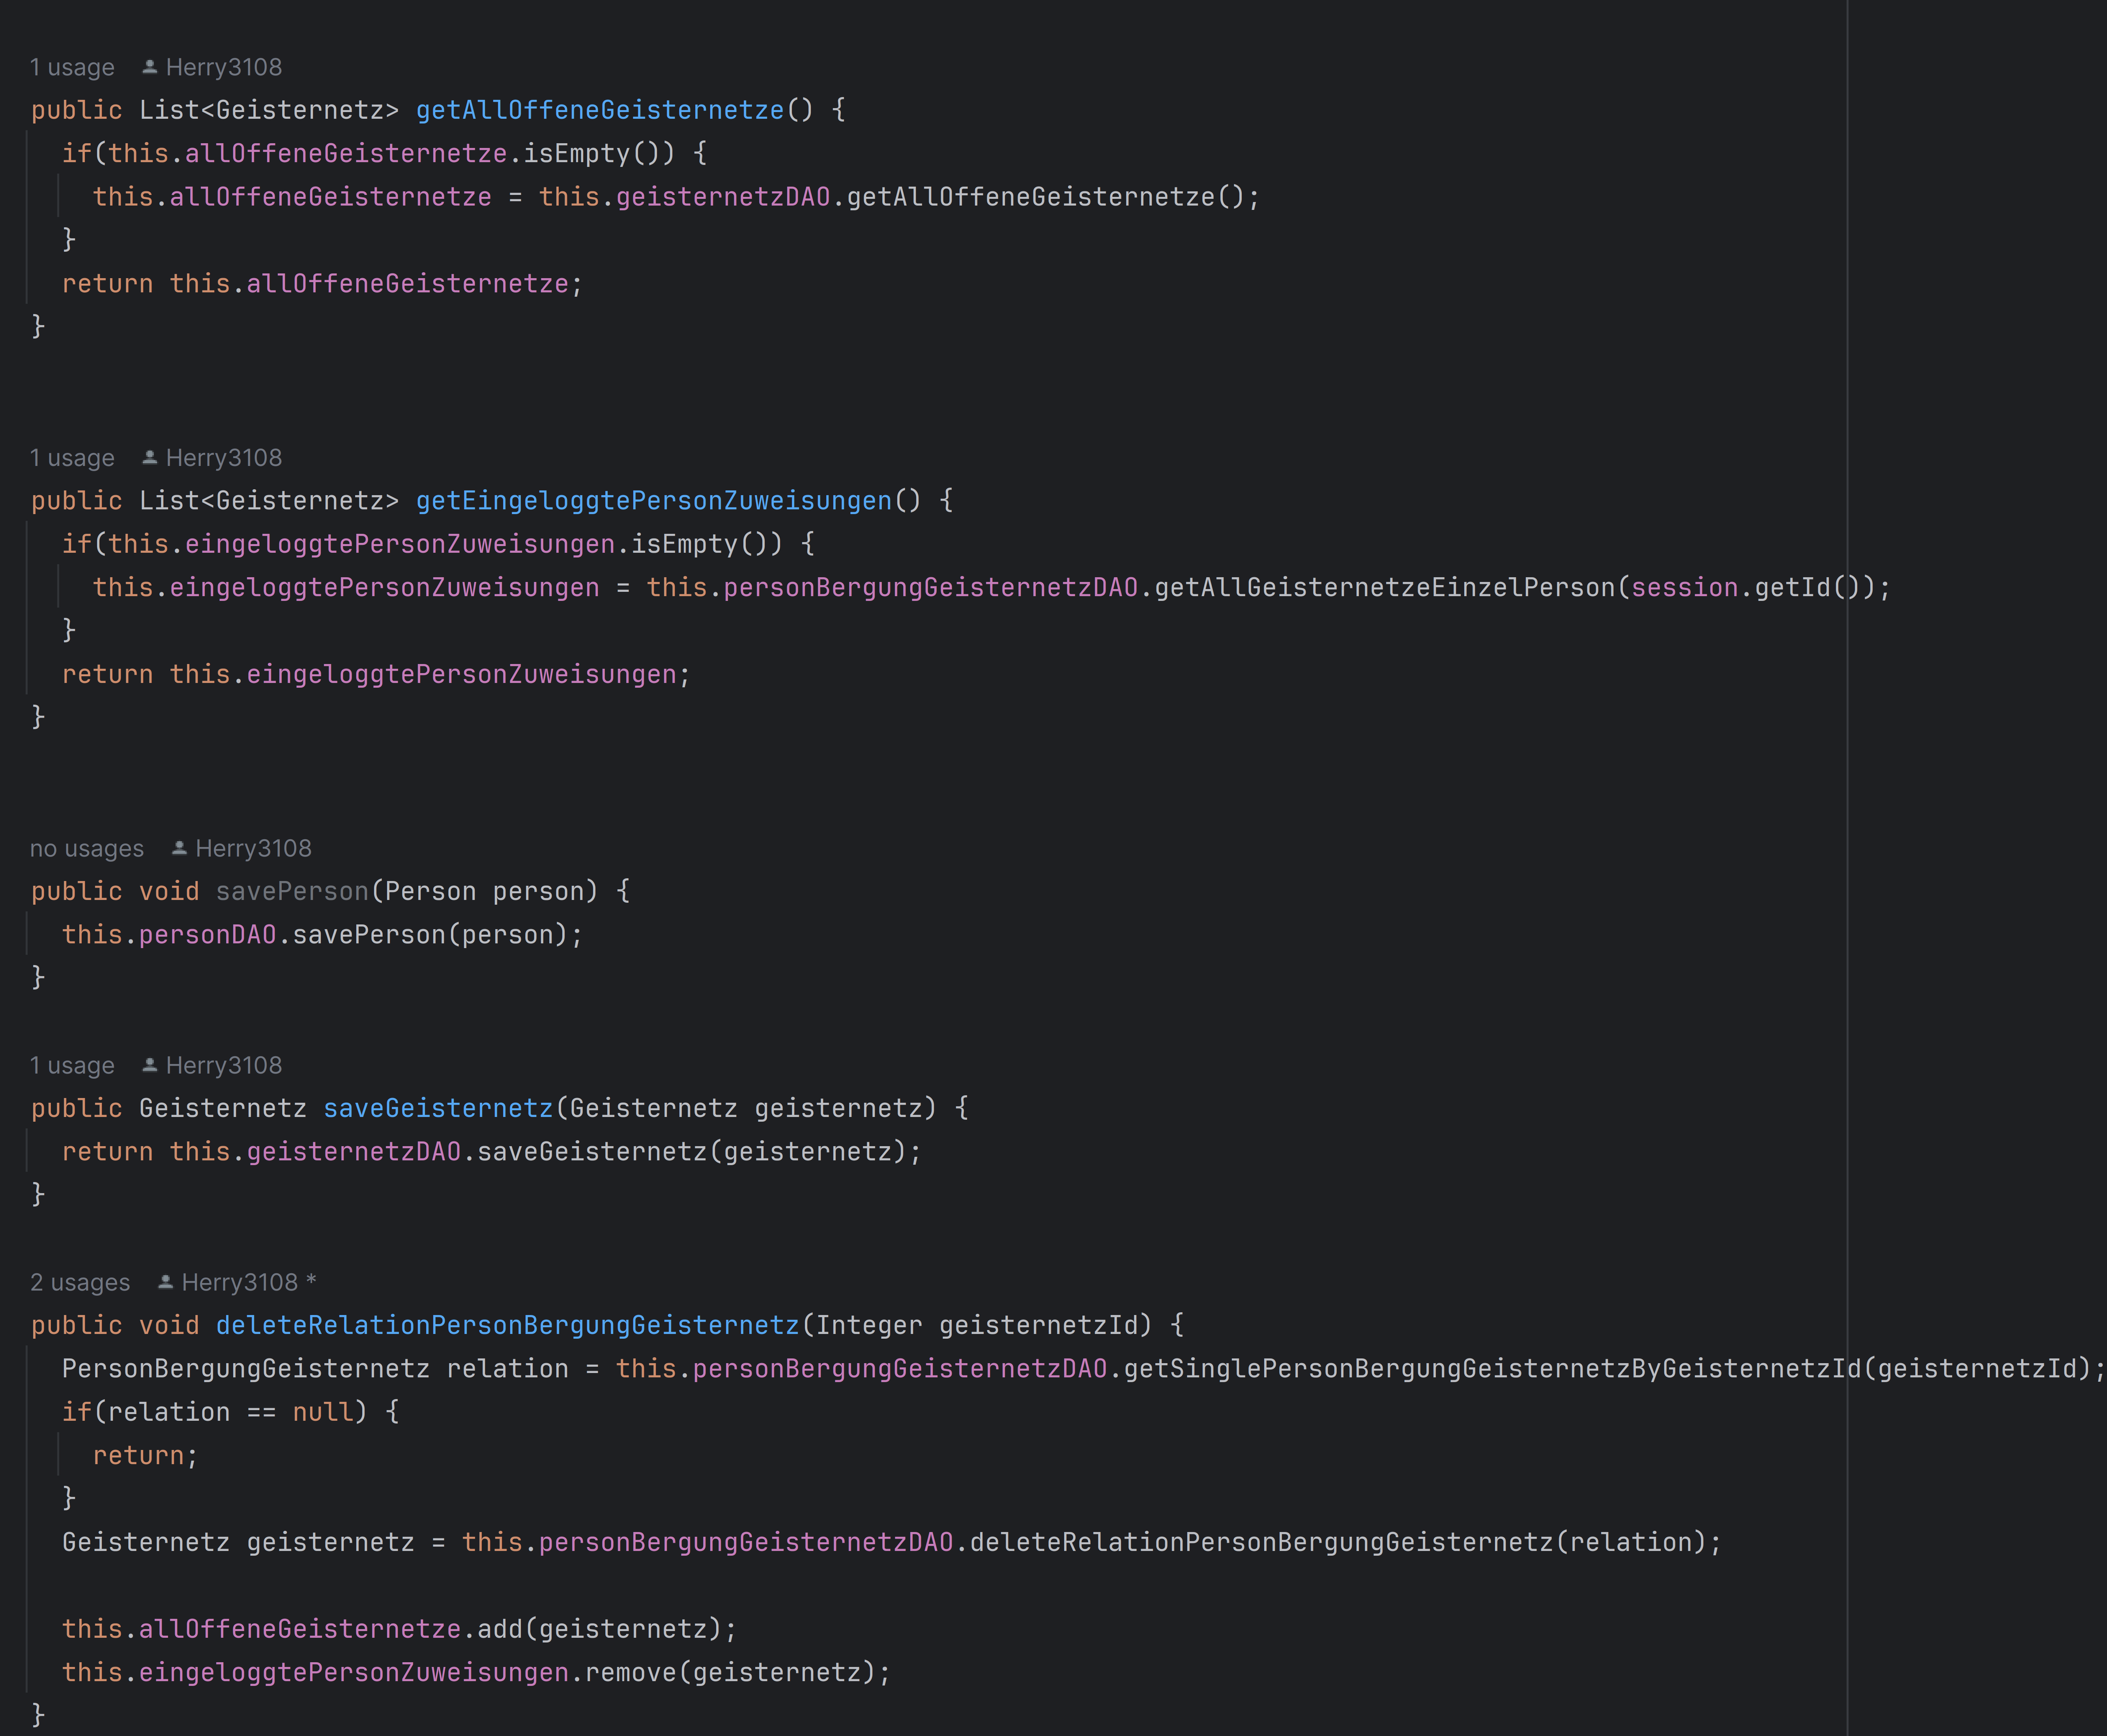 1 usage Herry3108
public List<Geisternetz> getAllOffeneGeisternetze() {
if(this.allOffeneGeisternetze.isEmpty()) {
this.allOffeneGeisternetze = this.geisternetzDAO.getAllOffeneGeisternetze();
}
return this.allOffeneGeisternetze;
}
1 usage Herry3108
public List<Geisternetz> getEingeloggtePersonZuweisungen() {
if(this.eingeloggtePersonZuweisungen.isEmpty()) {
this.eingeloggtePersonZuweisungen = this.personBergungGeisternetzDAO.getAllGeisternetzeEinzelPerson(session.getId());
}
return this.eingeloggtePersonZuweisungen;
}
no usages Herry3108
public void savePerson(Person person) {
this.personDAO.savePerson(person);
}
1 usage Herry3108
public Geisternetz saveGeisternetz(Geisternetz geisternetz) {
return this.geisternetzDAO.saveGeisternetz(geisternetz);
}
2 usages Herry3108 *
public void deleteRelationPersonBergungGeisternetz(Integer geisternetzId) {
PersonBergungGeisternetz relation = this.personBergungGeisternetzDAO.getSinglePersonBergungGeisternetzByGeisternetzId(geisternetzId);
if(relation == null) {
return;
}
Geisternetz geisternetz = this.personBergungGeisternetzDAO.deleteRelationPersonBergungGeisternetz(relation);
this.allOffeneGeisternetze.add(geisternetz);
this.eingeloggtePersonZuweisungen.remove(geisternetz);
}